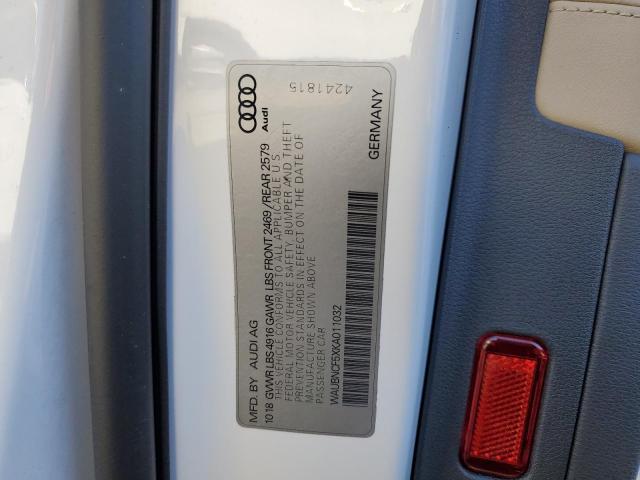 4241815
Audi
GERMANY
MFD. BY AUDI AG
1018 GVWR LBS 4916 GAWR LBS FRONT 2469 / REAR 2579
THIS VEHICLE CONFORMS TO ALL APPLICABLE U S
FEDERAL MOTOR VEHICLE SAFETY, BUMPER AND THEFT
PREVENTION STANDARDS IN EFFECT ON THE DATE OF
MANUFACTURE SHOWN ABOVE
PASSENGER CAR
WAUBNCF5XKA011032